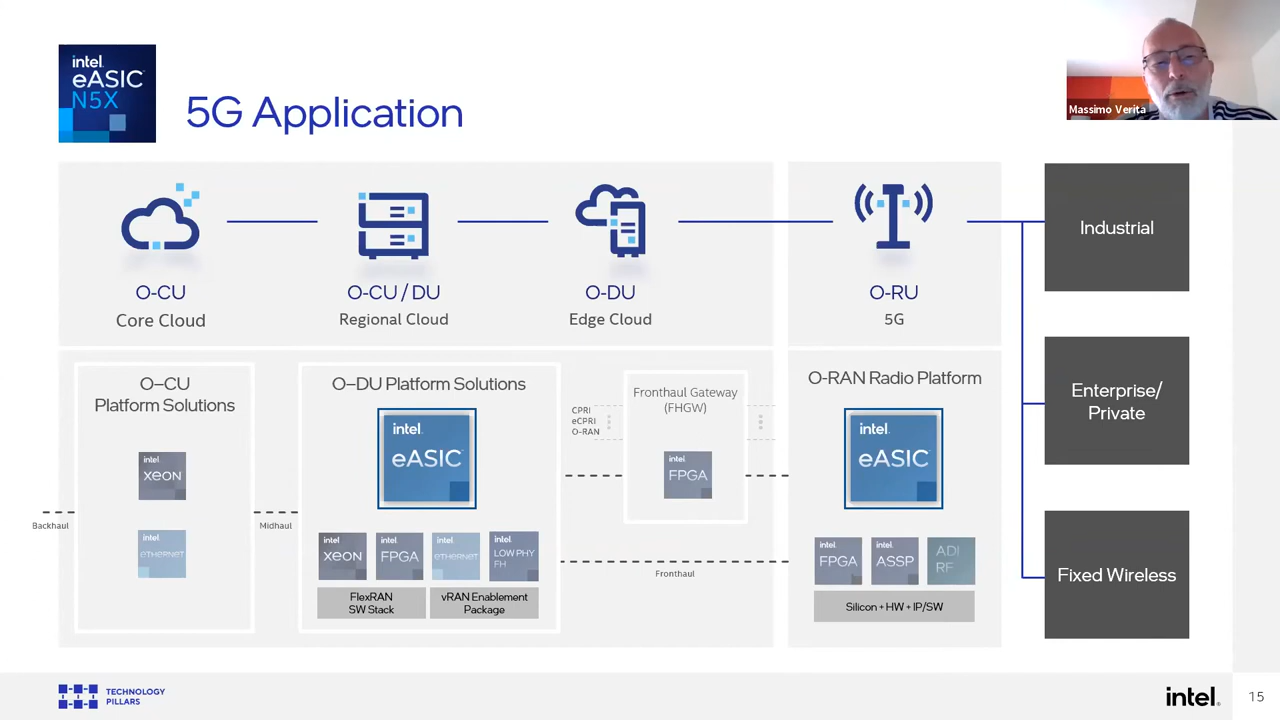 intel.
eASIC
N5X
5G Application
Massimo Verita
O-CU
Core Cloud
O-CU / DU
Regional Cloud
O-DU
Edge Cloud
O-RU
5G
Industrial
Enterprise/
Private
Fixed Wireless
O–CU
Platform Solutions
intel
XEON
intel
ETHERNET
Backhaul
Midhaul
O–DU Platform Solutions
intel.
eASIC
intel
XEON
intel
FPGA
intel
ETHERNET
intel
LOW PHY
FH
FlexRAN
SW Stack
vRAN Enablement
Package
CPRI
eCPRI
O-RAN
Fronthaul Gateway
(FHGW)
intel
FPGA
Fronthaul
O-RAN Radio Platform
intel.
eASIC
intel
FPGA
intel
ASSP
ADI
RF
Silicon + HW + IP/SW
TECHNOLOGY
PILLARS
intel.
15